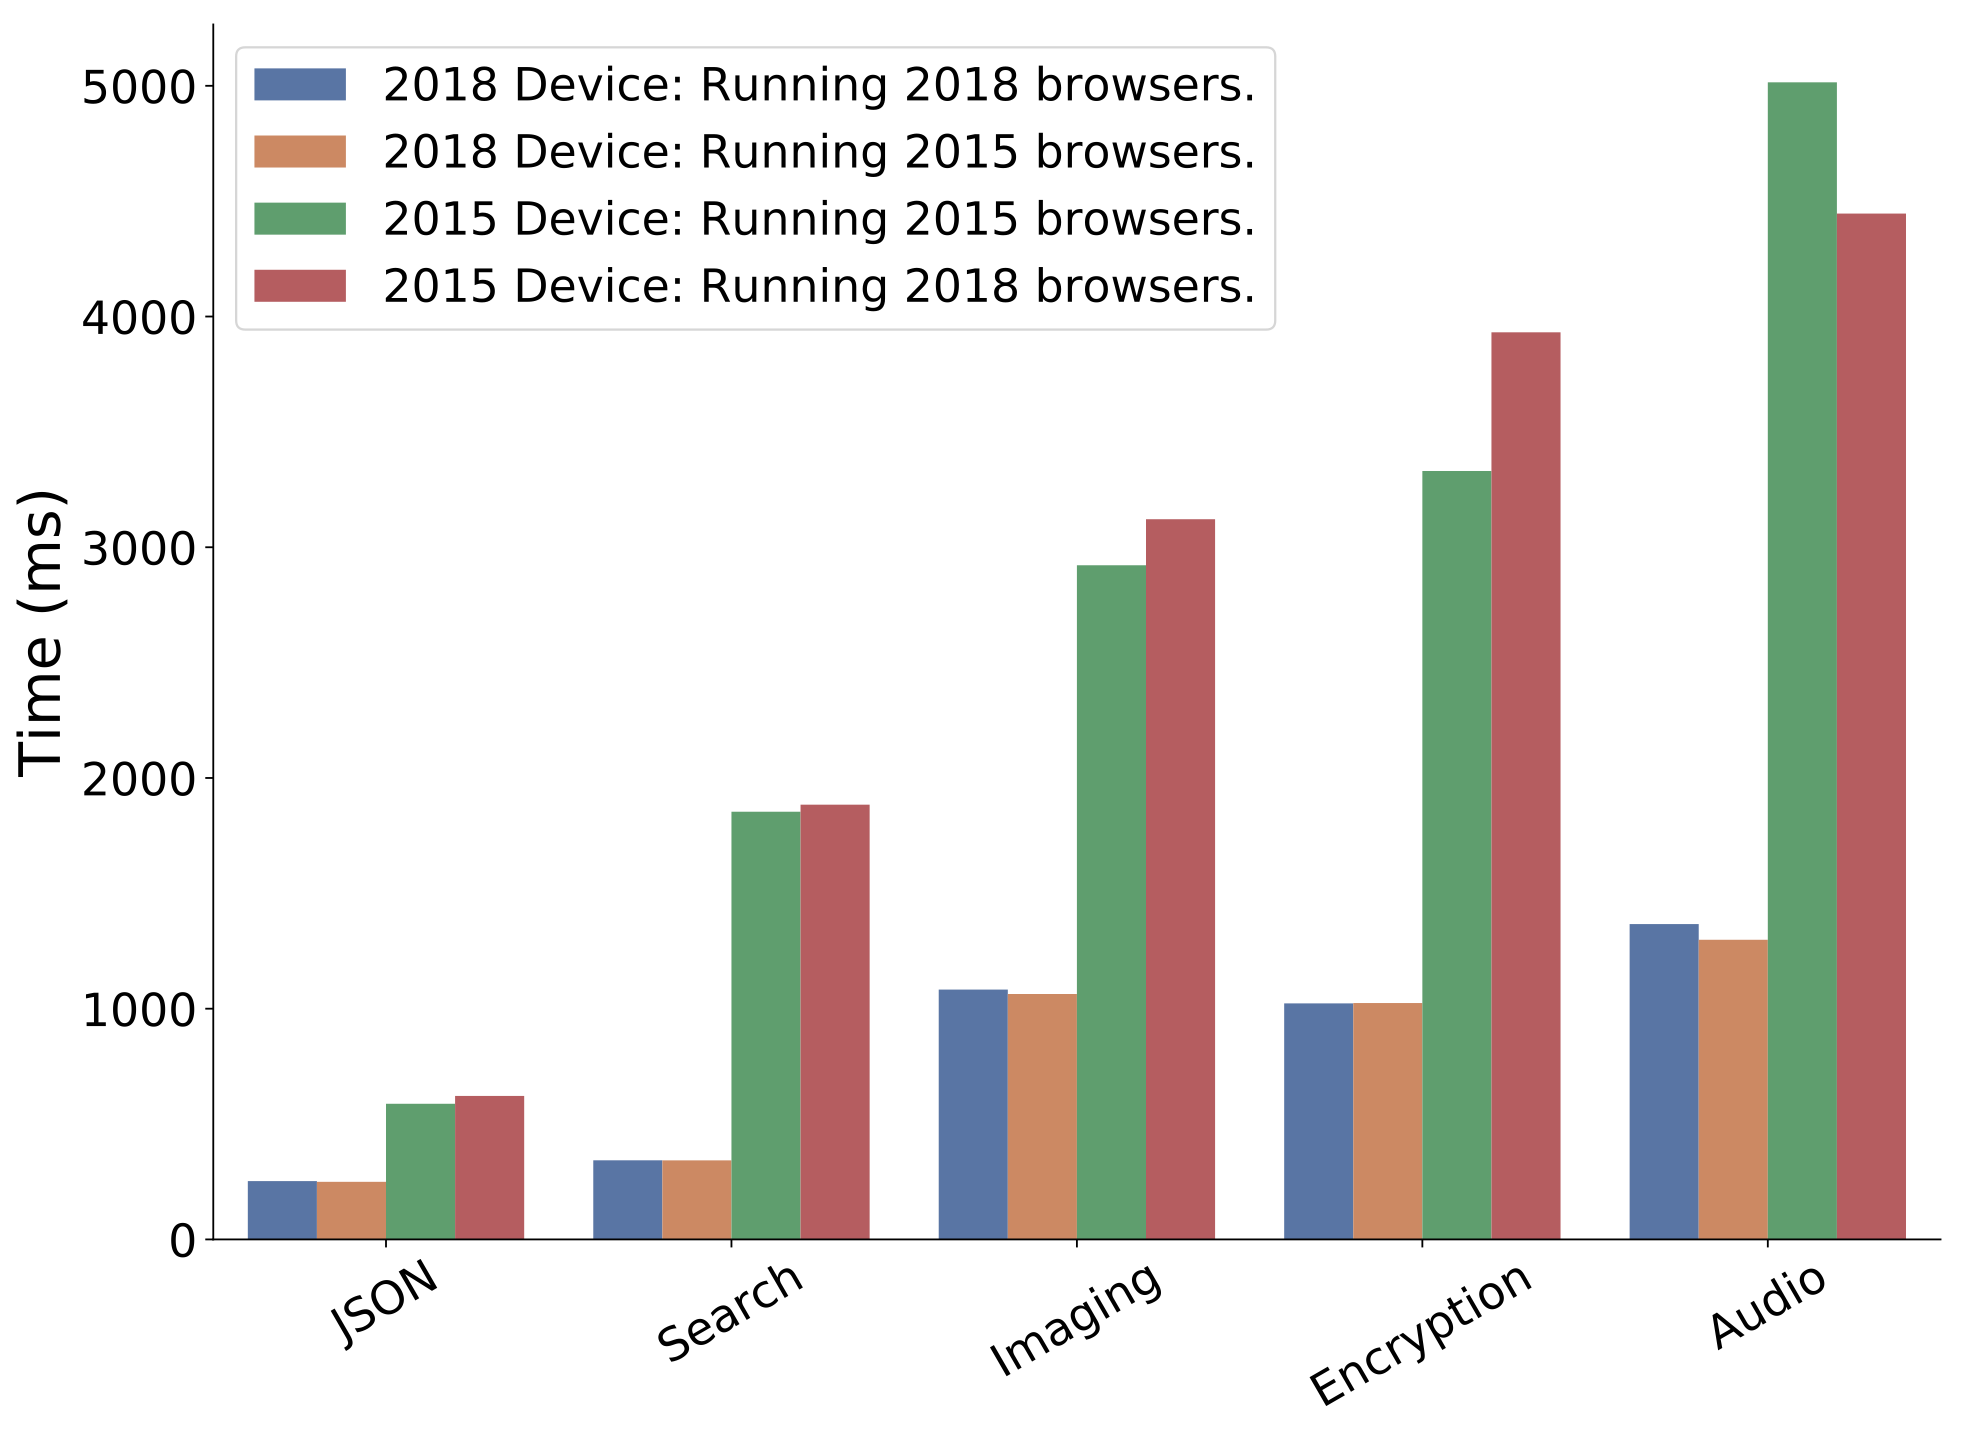 2018 Device: Running 2018 browsers.
2018 Device: Running 2015 browsers.
2015 Device: Running 2015 browsers.
2015 Device: Running 2018 browsers.
Time (ms)
5000
4000
3000
2000
1000
0
JSON
Search
Imaging
Encryption
Audio